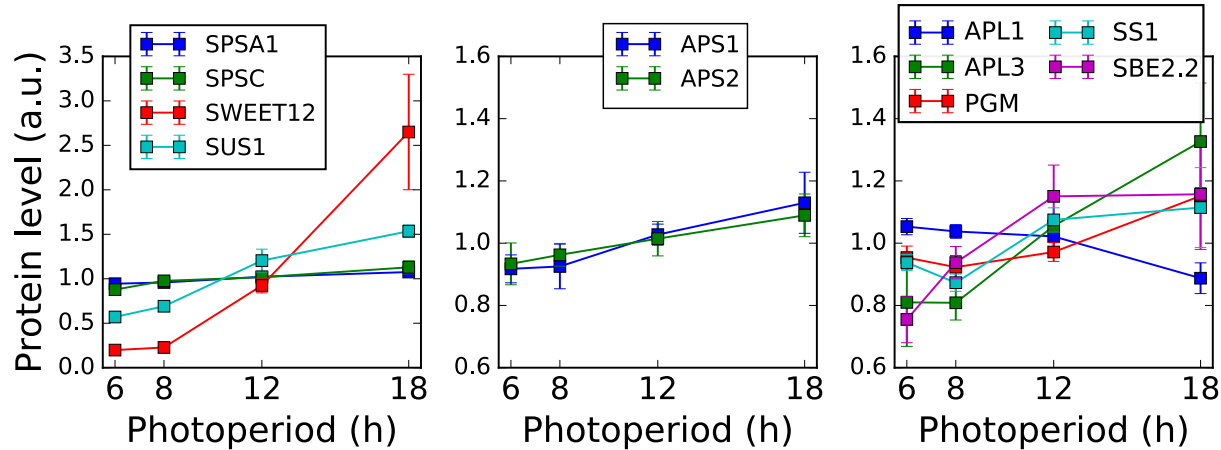 Protein level (a.u.)
3.5
3.0
2.5
2.0
1.5
1.0
0.5
0.0
6 8 12 18
Photoperiod (h)
SPSA1
SPSC
SWEET12
SUS1
1.6
1.4
1.2
1.0
0.8
0.6
6 8 12 18
Photoperiod (h)
APS1
APS2
1.6
1.4
1.2
1.0
0.8
0.6
6 8 12 18
Photoperiod (h)
APL1 SS1
APL3 SBE2.2
PGM